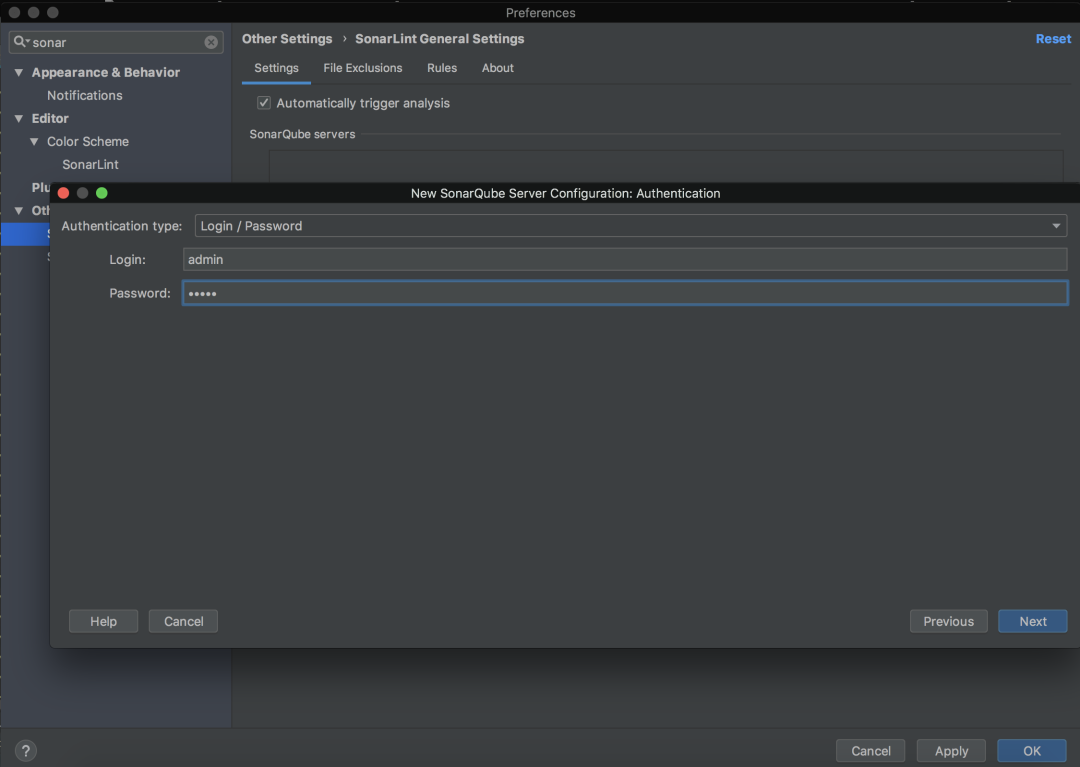 Preferences
sonar
Appearance & Behavior
Notifications
Editor
Color Scheme
SonarLint
Other Settings › SonarLint General Settings
Reset
Settings File Exclusions Rules About
Automatically trigger analysis
SonarQube servers
New SonarQube Server Configuration: Authentication
Authentication type: Login / Password
Login: admin
Password: •••••
Help Cancel Previous Next
? Cancel Apply OK